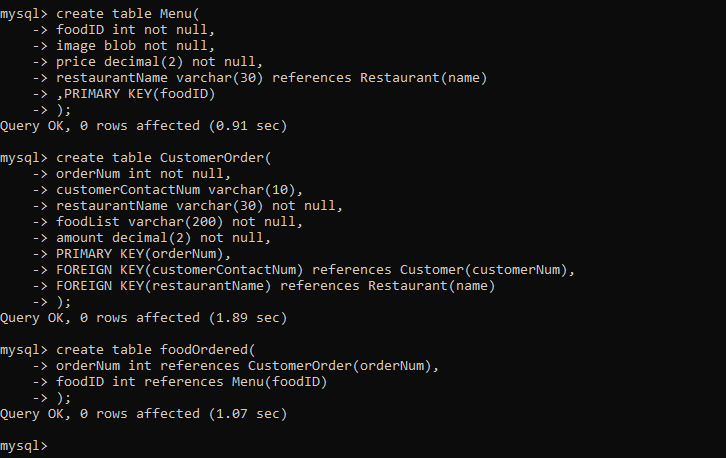 mysql> create table Menu(
    -> foodID int not null,
    -> image blob not null,
    -> price decimal(2) not null,
    -> restaurantName varchar(30) references Restaurant(name)
    -> ,PRIMARY KEY(foodID)
    -> );
Query OK, 0 rows affected (0.91 sec)

mysql> create table CustomerOrder(
    -> orderNum int not null,
    -> customerContactNum varchar(10),
    -> restaurantName varchar(30) not null,
    -> foodList varchar(200) not null,
    -> amount decimal(2) not null,
    -> PRIMARY KEY(orderNum),
    -> FOREIGN KEY(customerContactNum) references Customer(customerNum),
    -> FOREIGN KEY(restaurantName) references Restaurant(name)
    -> );
Query OK, 0 rows affected (1.89 sec)

mysql> create table foodOrdered(
    -> orderNum int references CustomerOrder(orderNum),
    -> foodID int references Menu(foodID)
    -> );
Query OK, 0 rows affected (1.07 sec)

mysql>